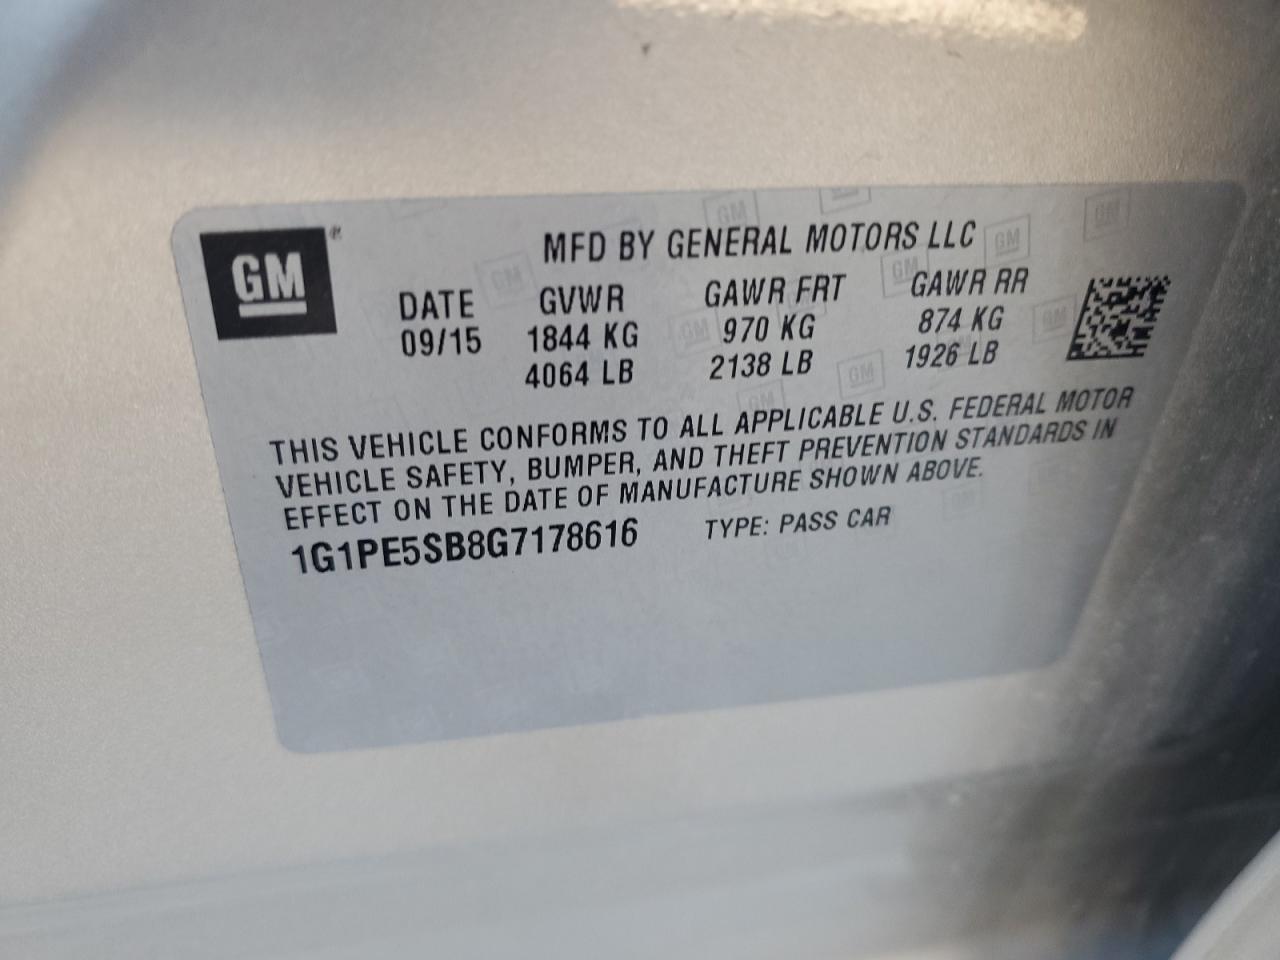 GM®
MFD BY GENERAL MOTORS LLC
DATE GVWR GAWR FRT GAWR RR
09/15 1844 KG 970 KG 874 KG
4064 LB 2138 LB 1926 LB
THIS VEHICLE CONFORMS TO ALL APPLICABLE U.S. FEDERAL MOTOR
VEHICLE SAFETY, BUMPER, AND THEFT PREVENTION STANDARDS IN
EFFECT ON THE DATE OF MANUFACTURE SHOWN ABOVE.
1G1PE5SB8G7178616 TYPE: PASS CAR